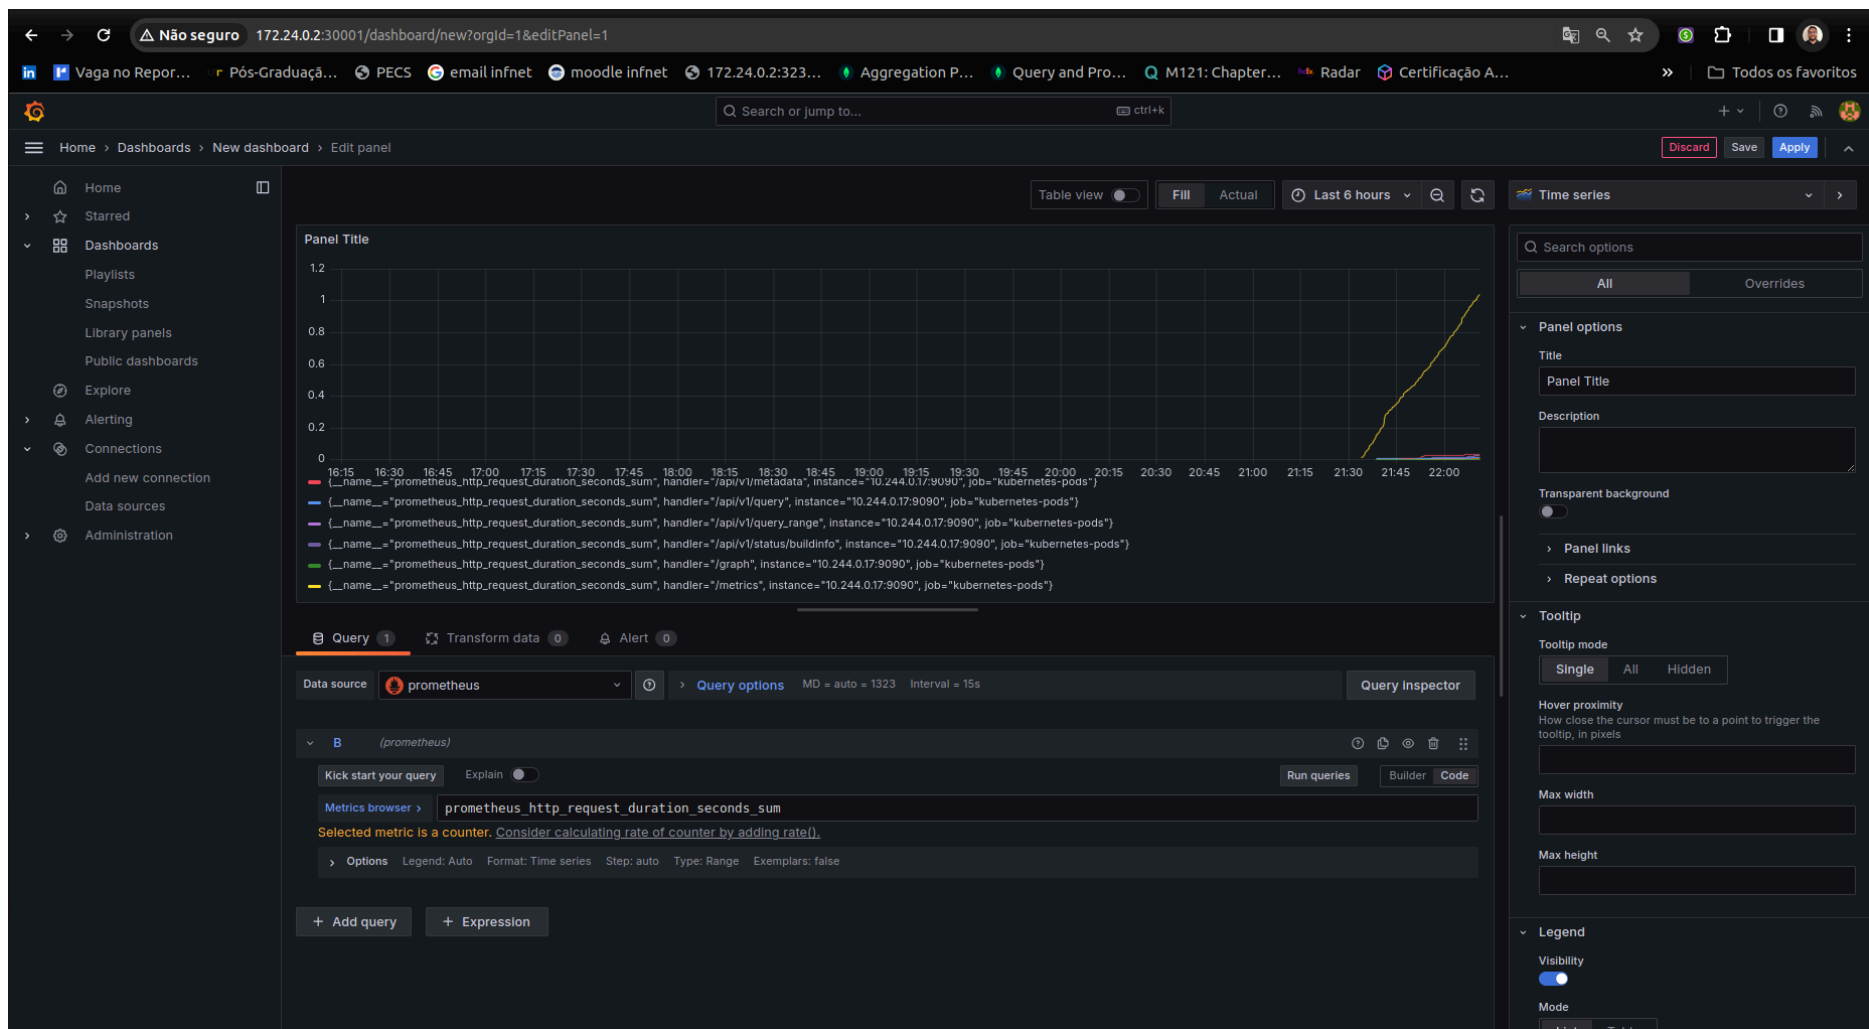 Não seguro 172.24.0.2:30001/dashboard/new?orgId=1&editPanel=1
in Vaga no Repor... Pós-Graduaçã... PECS email infnet moodle infnet 172.24.0.2:323... Aggregation P... Query and Pro... M121: Chapter... Radar Certificação A... » Todos os favoritos
Search or jump to... ctrl+k
Home › Dashboards › New dashboard › Edit panel Discard Save Apply
Home
Starred
Dashboards
Playlists
Snapshots
Library panels
Public dashboards
Explore
Alerting
Connections
Add new connection
Data sources
Administration
Table view Fill Actual Last 6 hours
Panel Title
1.2
1
0.8
0.6
0.4
0.2
0
16:15 16:30 16:45 17:00 17:15 17:30 17:45 18:00 18:15 18:30 18:45 19:00 19:15 19:30 19:45 20:00 20:15 20:30 20:45 21:00 21:15 21:30 21:45 22:00
{__name__="prometheus_http_request_duration_seconds_sum", handler="/api/v1/metadata", instance="10.244.0.17:9090", job="kubernetes-pods"}
{__name__="prometheus_http_request_duration_seconds_sum", handler="/api/v1/query", instance="10.244.0.17:9090", job="kubernetes-pods"}
{__name__="prometheus_http_request_duration_seconds_sum", handler="/api/v1/query_range", instance="10.244.0.17:9090", job="kubernetes-pods"}
{__name__="prometheus_http_request_duration_seconds_sum", handler="/api/v1/status/buildinfo", instance="10.244.0.17:9090", job="kubernetes-pods"}
{__name__="prometheus_http_request_duration_seconds_sum", handler="/graph", instance="10.244.0.17:9090", job="kubernetes-pods"}
{__name__="prometheus_http_request_duration_seconds_sum", handler="/metrics", instance="10.244.0.17:9090", job="kubernetes-pods"}
Query 1 Transform data 0 Alert 0
Data source prometheus Query options MD = auto = 1323 Interval = 15s Query inspector
B (prometheus)
Kick start your query Explain Run queries Builder Code
Metrics browser › prometheus_http_request_duration_seconds_sum
Selected metric is a counter. Consider calculating rate of counter by adding rate().
Options Legend: Auto Format: Time series Step: auto Type: Range Exemplars: false
+ Add query + Expression
Time series
Search options
All Overrides
Panel options
Title
Panel Title
Description
Transparent background
Panel links
Repeat options
Tooltip
Tooltip mode
Single All Hidden
Hover proximity
How close the cursor must be to a point to trigger the
tooltip, in pixels
Max width
Max height
Legend
Visibility
Mode